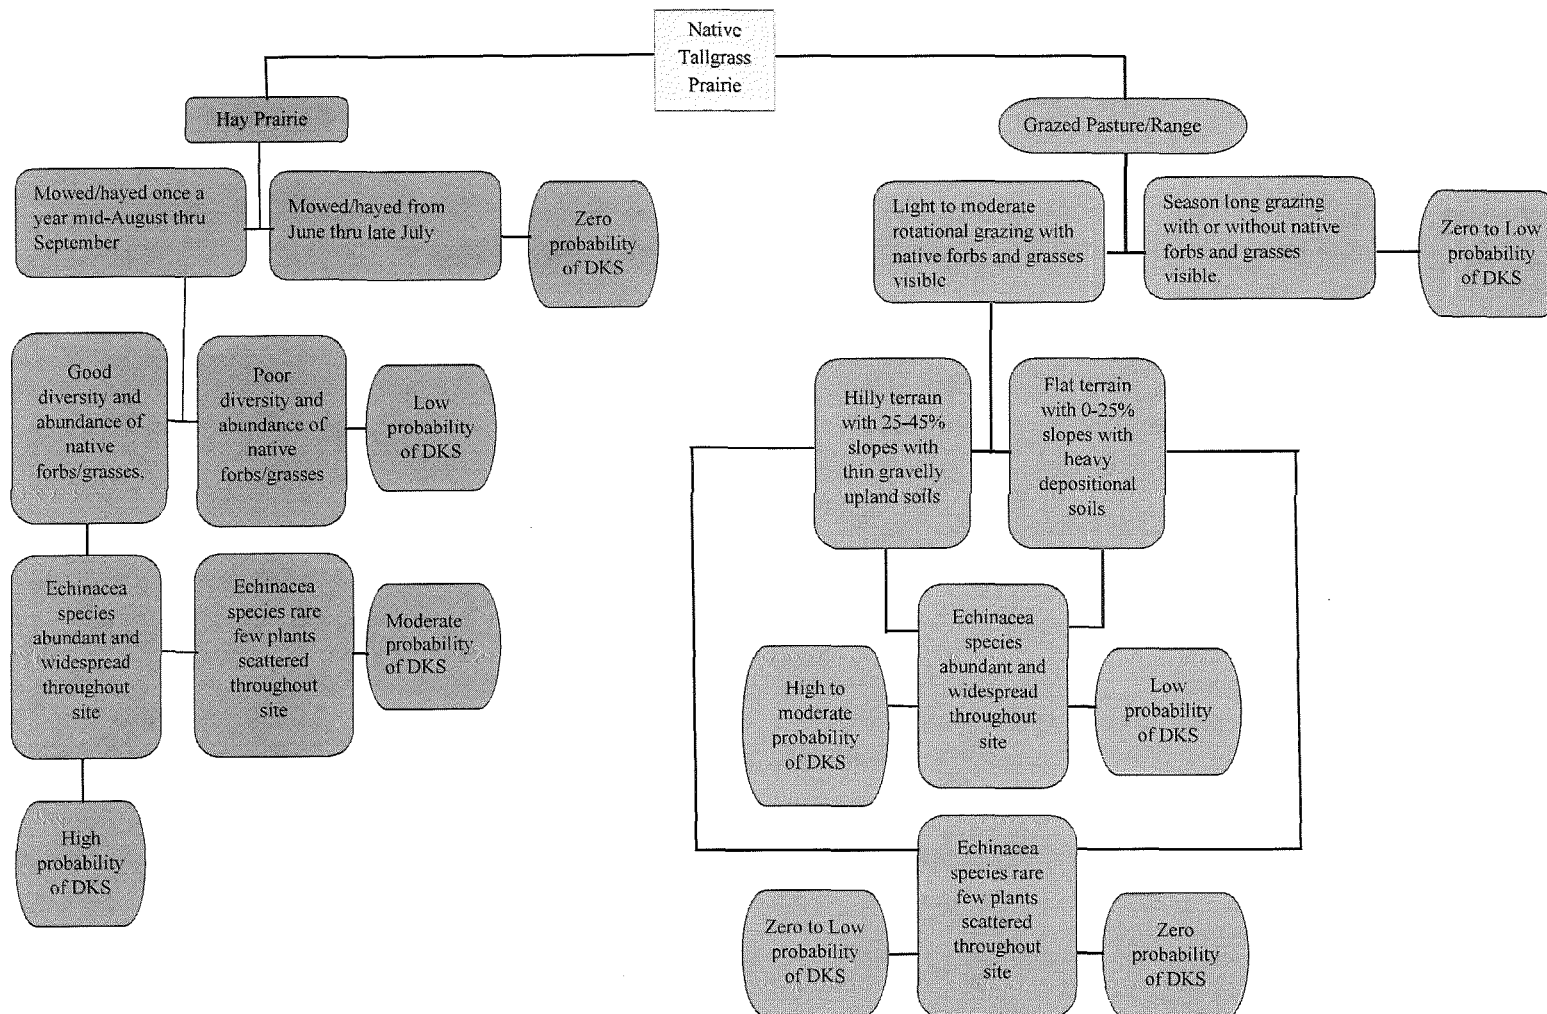 Native
Tallgrass
Prairie
Hay Prairie
Grazed Pasture/Range
Mowed/hayed once a
year mid-August thru
September
Mowed/hayed from
June thru late July
Zero
probability
of DKS
Light to moderate
rotational grazing with
native forbs and grasses
visible
Season long grazing
with or without native
forbs and grasses
visible.
Zero to Low
probability
of DKS
Good
diversity and
abundance of
native
forbs/grasses.
Poor
diversity and
abundance of
native
forbs/grasses
Low
probability
of DKS
Hilly terrain
with 25-45%
slopes with
thin gravelly
upland soils
Flat terrain
with 0-25%
slopes with
heavy
depositional
soils
Echinacea
species
abundant and
widespread
throughout
site
Echinacea
species rare
few plants
scattered
throughout
site
Moderate
probability
of DKS
Echinacea
species
abundant and
widespread
throughout
site
High to
moderate
probability
of DKS
Low
probability
of DKS
High
probability
of DKS
Echinacea
species rare
few plants
scattered
throughout
site
Zero to Low
probability
of DKS
Zero
probability
of DKS